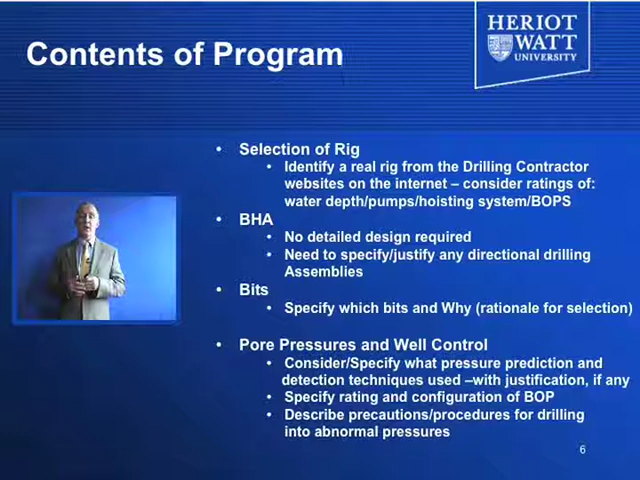 Contents of Program
HERIOT
WATT
UNIVERSITY
• Selection of Rig
• Identify a real rig from the Drilling Contractor
websites on the internet – consider ratings of:
water depth/pumps/hoisting system/BOPS
• BHA
• No detailed design required
• Need to specify/justify any directional drilling
Assemblies
• Bits
• Specify which bits and Why (rationale for selection)
• Pore Pressures and Well Control
• Consider/Specify what pressure prediction and
detection techniques used –with justification, if any
• Specify rating and configuration of BOP
• Describe precautions/procedures for drilling
into abnormal pressures
6